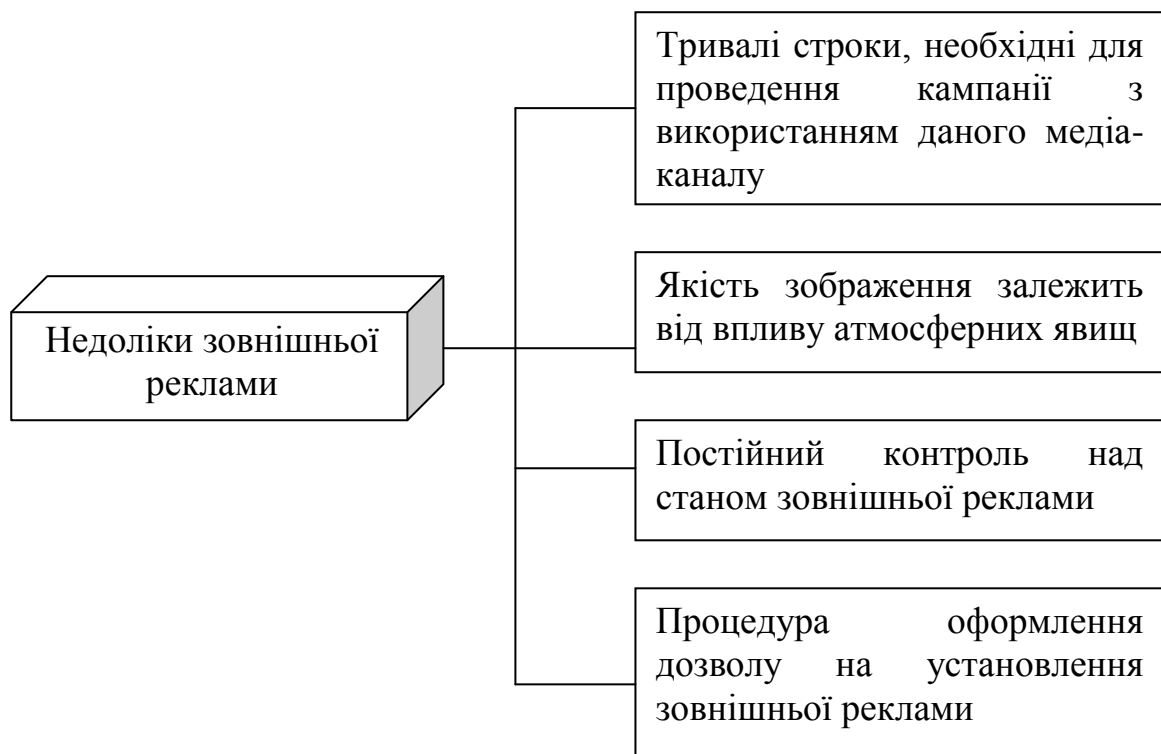 Тривалі строки, необхідні для
проведення кампанії з
використанням даного медіа-
каналу
Недоліки зовнішньої
реклами
Якість зображення залежить
від впливу атмосферних явищ
Постійний контроль над
станом зовнішньої реклами
Процедура оформлення
дозволу на установлення
зовнішньої реклами